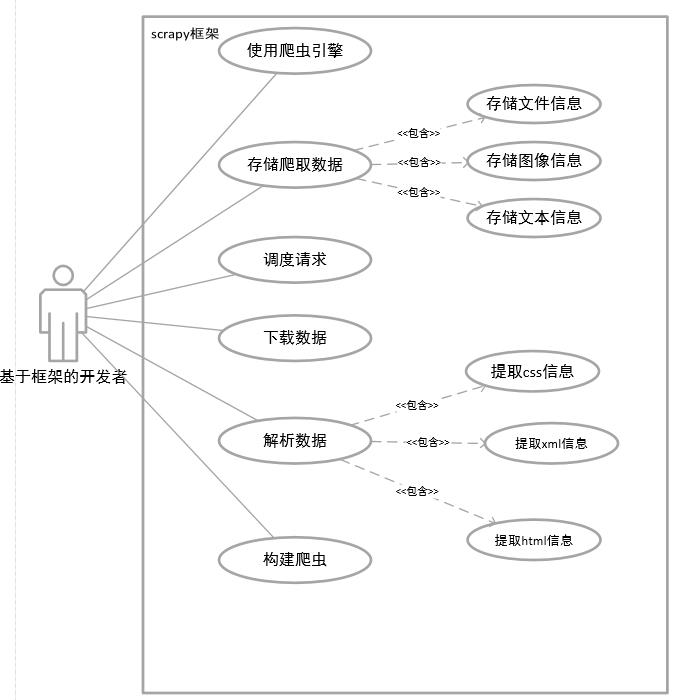 scrapy框架
使用爬虫引擎
存储文件信息
<<包含>>
存储爬取数据
<<包含>>
存储图像信息
<<包含>>
存储文本信息
调度请求
下载数据
基于框架的开发者
提取css信息
<<包含>>
解析数据
<<包含>>
提取xml信息
<<包含>>
提取html信息
构建爬虫